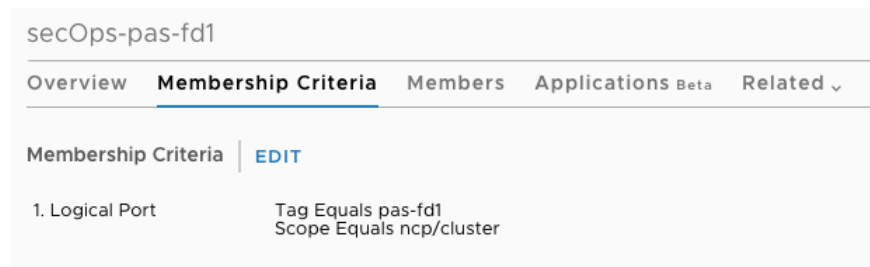 secOps-pas-fd1
Overview Membership Criteria Members Applications Beta Related
Membership Criteria EDIT
1. Logical Port Tag Equals pas-fd1
Scope Equals ncp/cluster